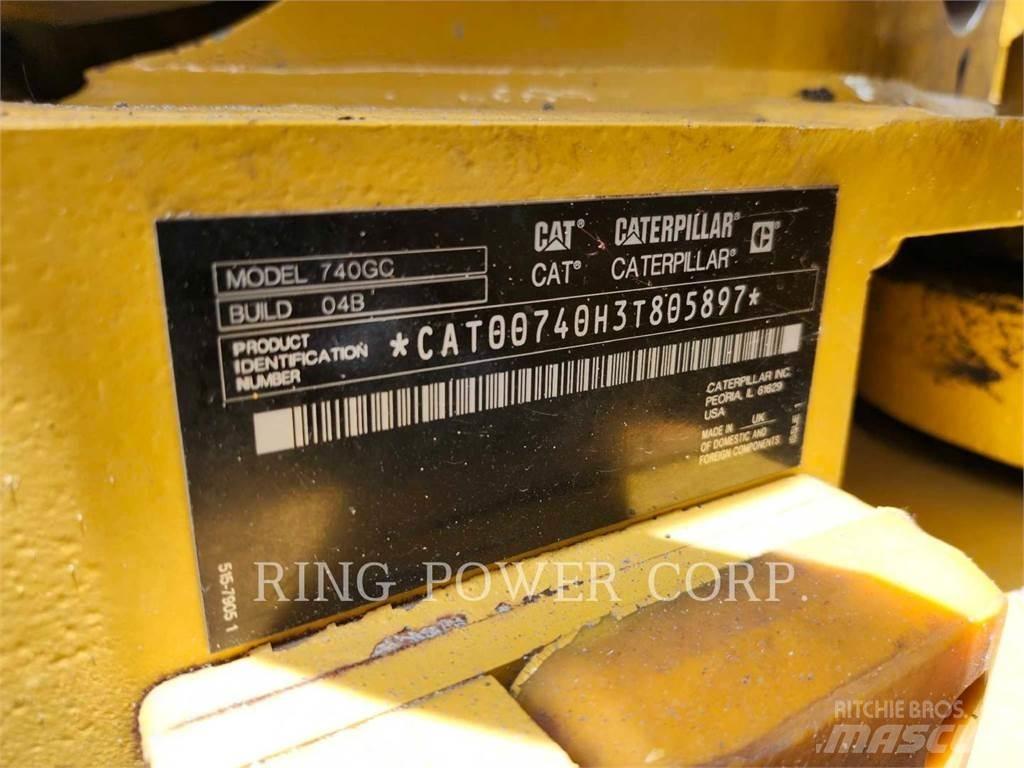 CAT® CATERPILLAR®
CAT® CATERPILLAR®
MODEL 740GC
BUILD 04B
PRODUCT
IDENTIFICATION
NUMBER
*CAT00740H3T805897*
CATERPILLAR INC.
PEORIA, IL 61629
USA
MADE IN UK
OF DOMESTIC AND
FOREIGN COMPONENTS
515-7905 1
RING POWER CORP.
RITCHIE BROS.
MASCUS